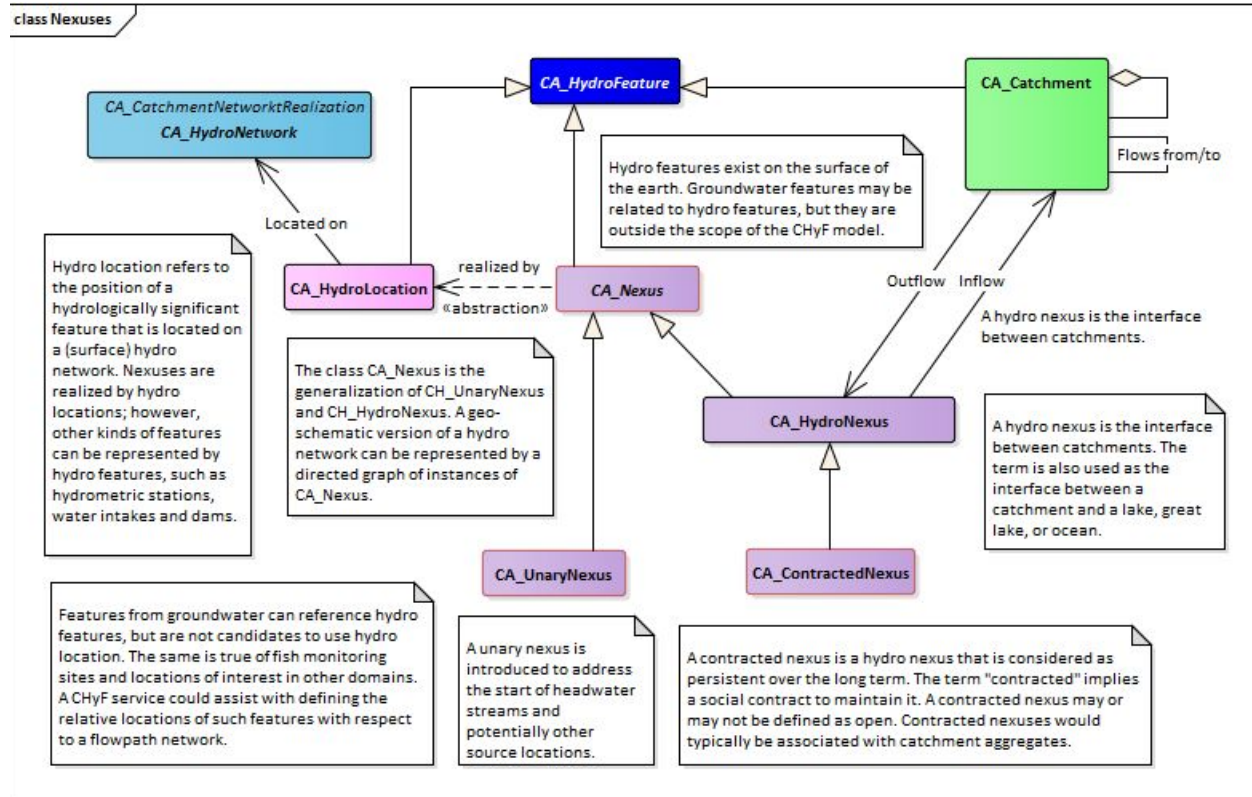 class Nexuses
CA_HydroFeature
CA_Catchment
CA_CatchmentNetworktRealization
CA_HydroNetwork
Flows from/to
Hydro features exist on the surface of
the earth. Groundwater features may be
related to hydro features, but they are
outside the scope of the CHyF model.
Located on
Hydro location refers to
the position of a
hydrologically significant
feature that is located on
a (surface) hydro
network. Nexuses are
realized by hydro
locations; however,
other kinds of features
can be represented by
hydro features, such as
hydrometric stations,
water intakes and dams.
CA_HydroLocation
realized by
«abstraction»
CA_Nexus
Outflow
Inflow
A hydro nexus is the interface
between catchments.
The class CA_Nexus is the
generalization of CH_UnaryNexus
and CH_HydroNexus. A geo-
schematic version of a hydro
network can be represented by a
directed graph of instances of
CA_Nexus.
CA_HydroNexus
A hydro nexus is the interface
between catchments. The
term is also used as the
interface between a
catchment and a lake, great
lake, or ocean.
CA_UnaryNexus
CA_ContractedNexus
Features from groundwater can reference hydro
features, but are not candidates to use hydro
location. The same is true of fish monitoring
sites and locations of interest in other domains.
A CHyF service could assist with defining the
relative locations of such features with respect
to a flowpath network.
A unary nexus is
introduced to address
the start of headwater
streams and
potentially other
source locations.
A contracted nexus is a hydro nexus that is considered as
persistent over the long term. The term "contracted" implies
a social contract to maintain it. A contracted nexus may or
may not be defined as open. Contracted nexuses would
typically be associated with catchment aggregates.